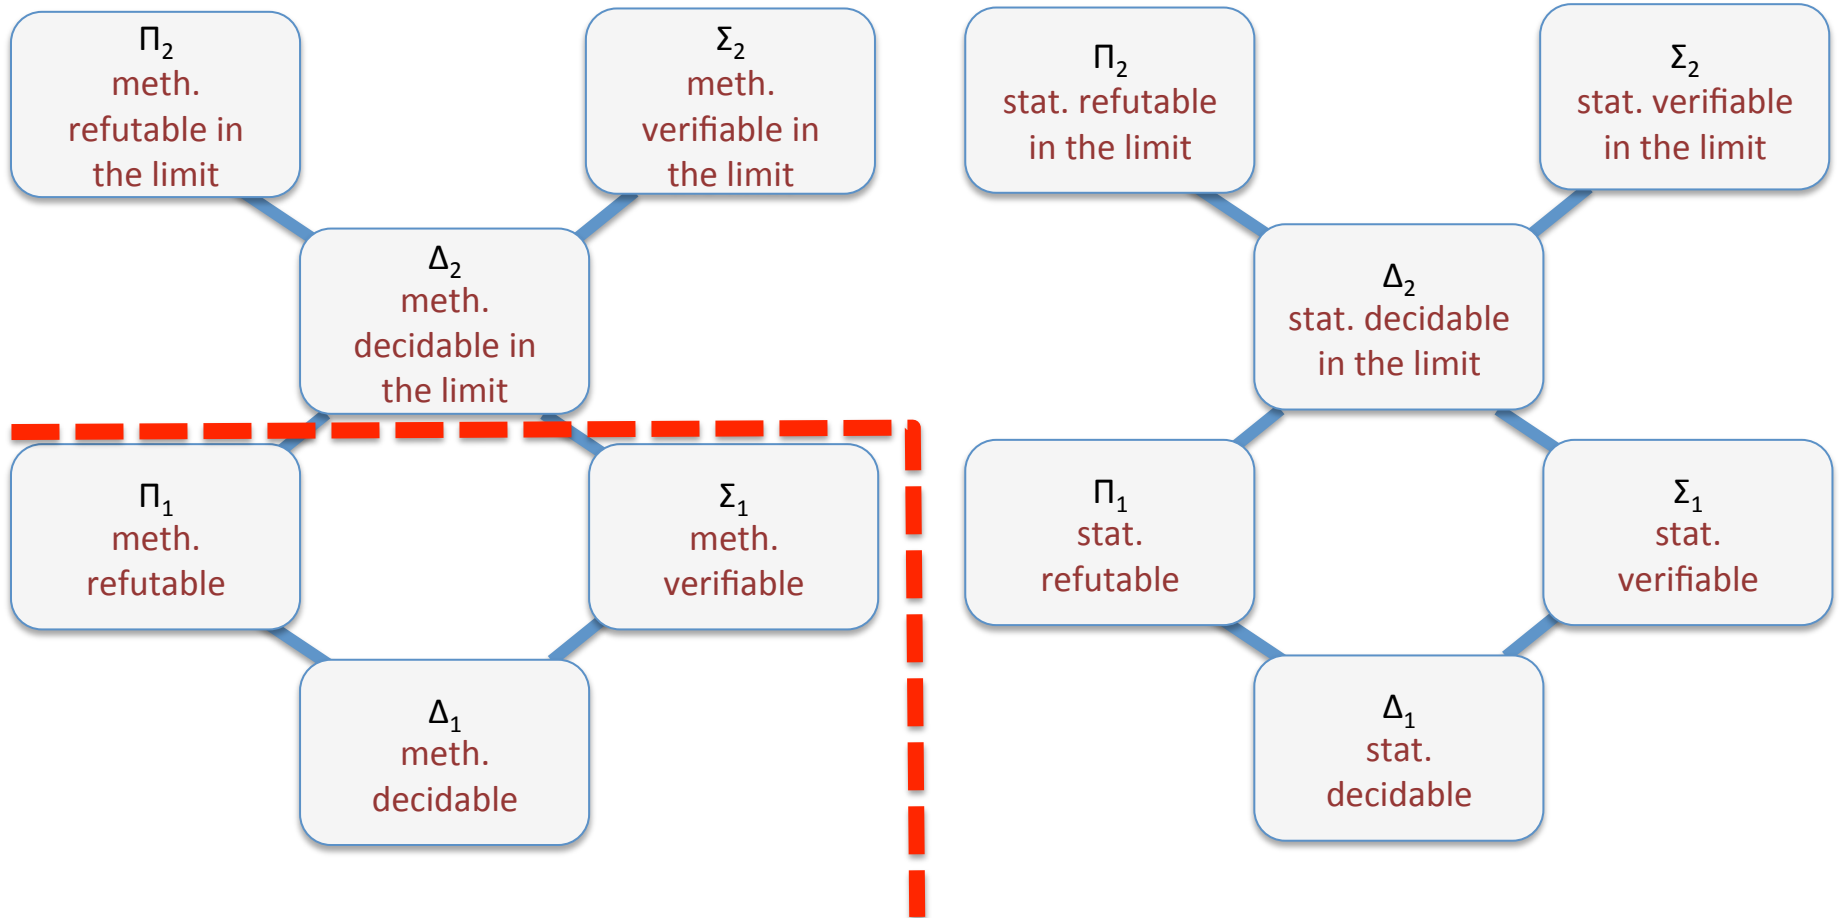 Π2
meth.
refutable in
the limit
Σ2
meth.
verifiable in
the limit
Π2
stat. refutable
in the limit
Σ2
stat. verifiable
in the limit
Δ2
meth.
decidable in
the limit
Δ2
stat. decidable
in the limit
Π1
meth.
refutable
Σ1
meth.
verifiable
Π1
stat.
refutable
Σ1
stat.
verifiable
Δ1
meth.
decidable
Δ1
stat.
decidable